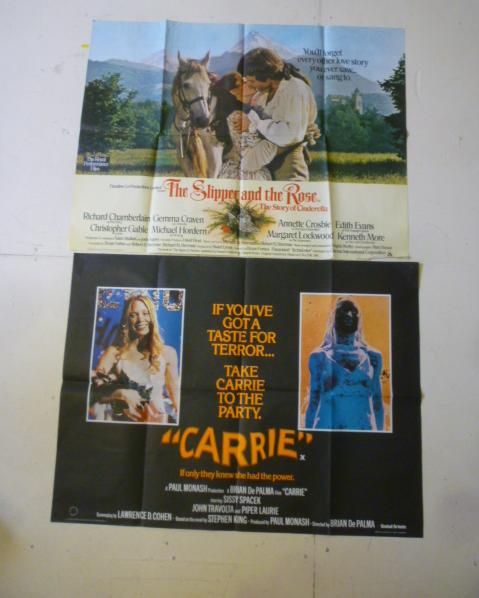 You'll forget
every other love story
you ever saw...
or sang to.
The Royal
Performance
Film
The Slipper and the Rose
The Story of Cinderella
Richard Chamberlain Gemma Craven Annette Crosbie Edith Evans
Christopher Gable Michael Hordern Margaret Lockwood Kenneth More
IF YOU'VE
GOT A
TASTE FOR
TERROR...
TAKE
CARRIE
TO THE
PARTY.
"CARRIE" X
If only they knew she had the power.
A PAUL MONASH Production A BRIAN De PALMA Film "CARRIE"
starring SISSY SPACEK
JOHN TRAVOLTA and PIPER LAURIE
Screenplay by LAWRENCE D. COHEN · Based on the novel by STEPHEN KING · Produced by PAUL MONASH · Directed by BRIAN De PALMA United Artists